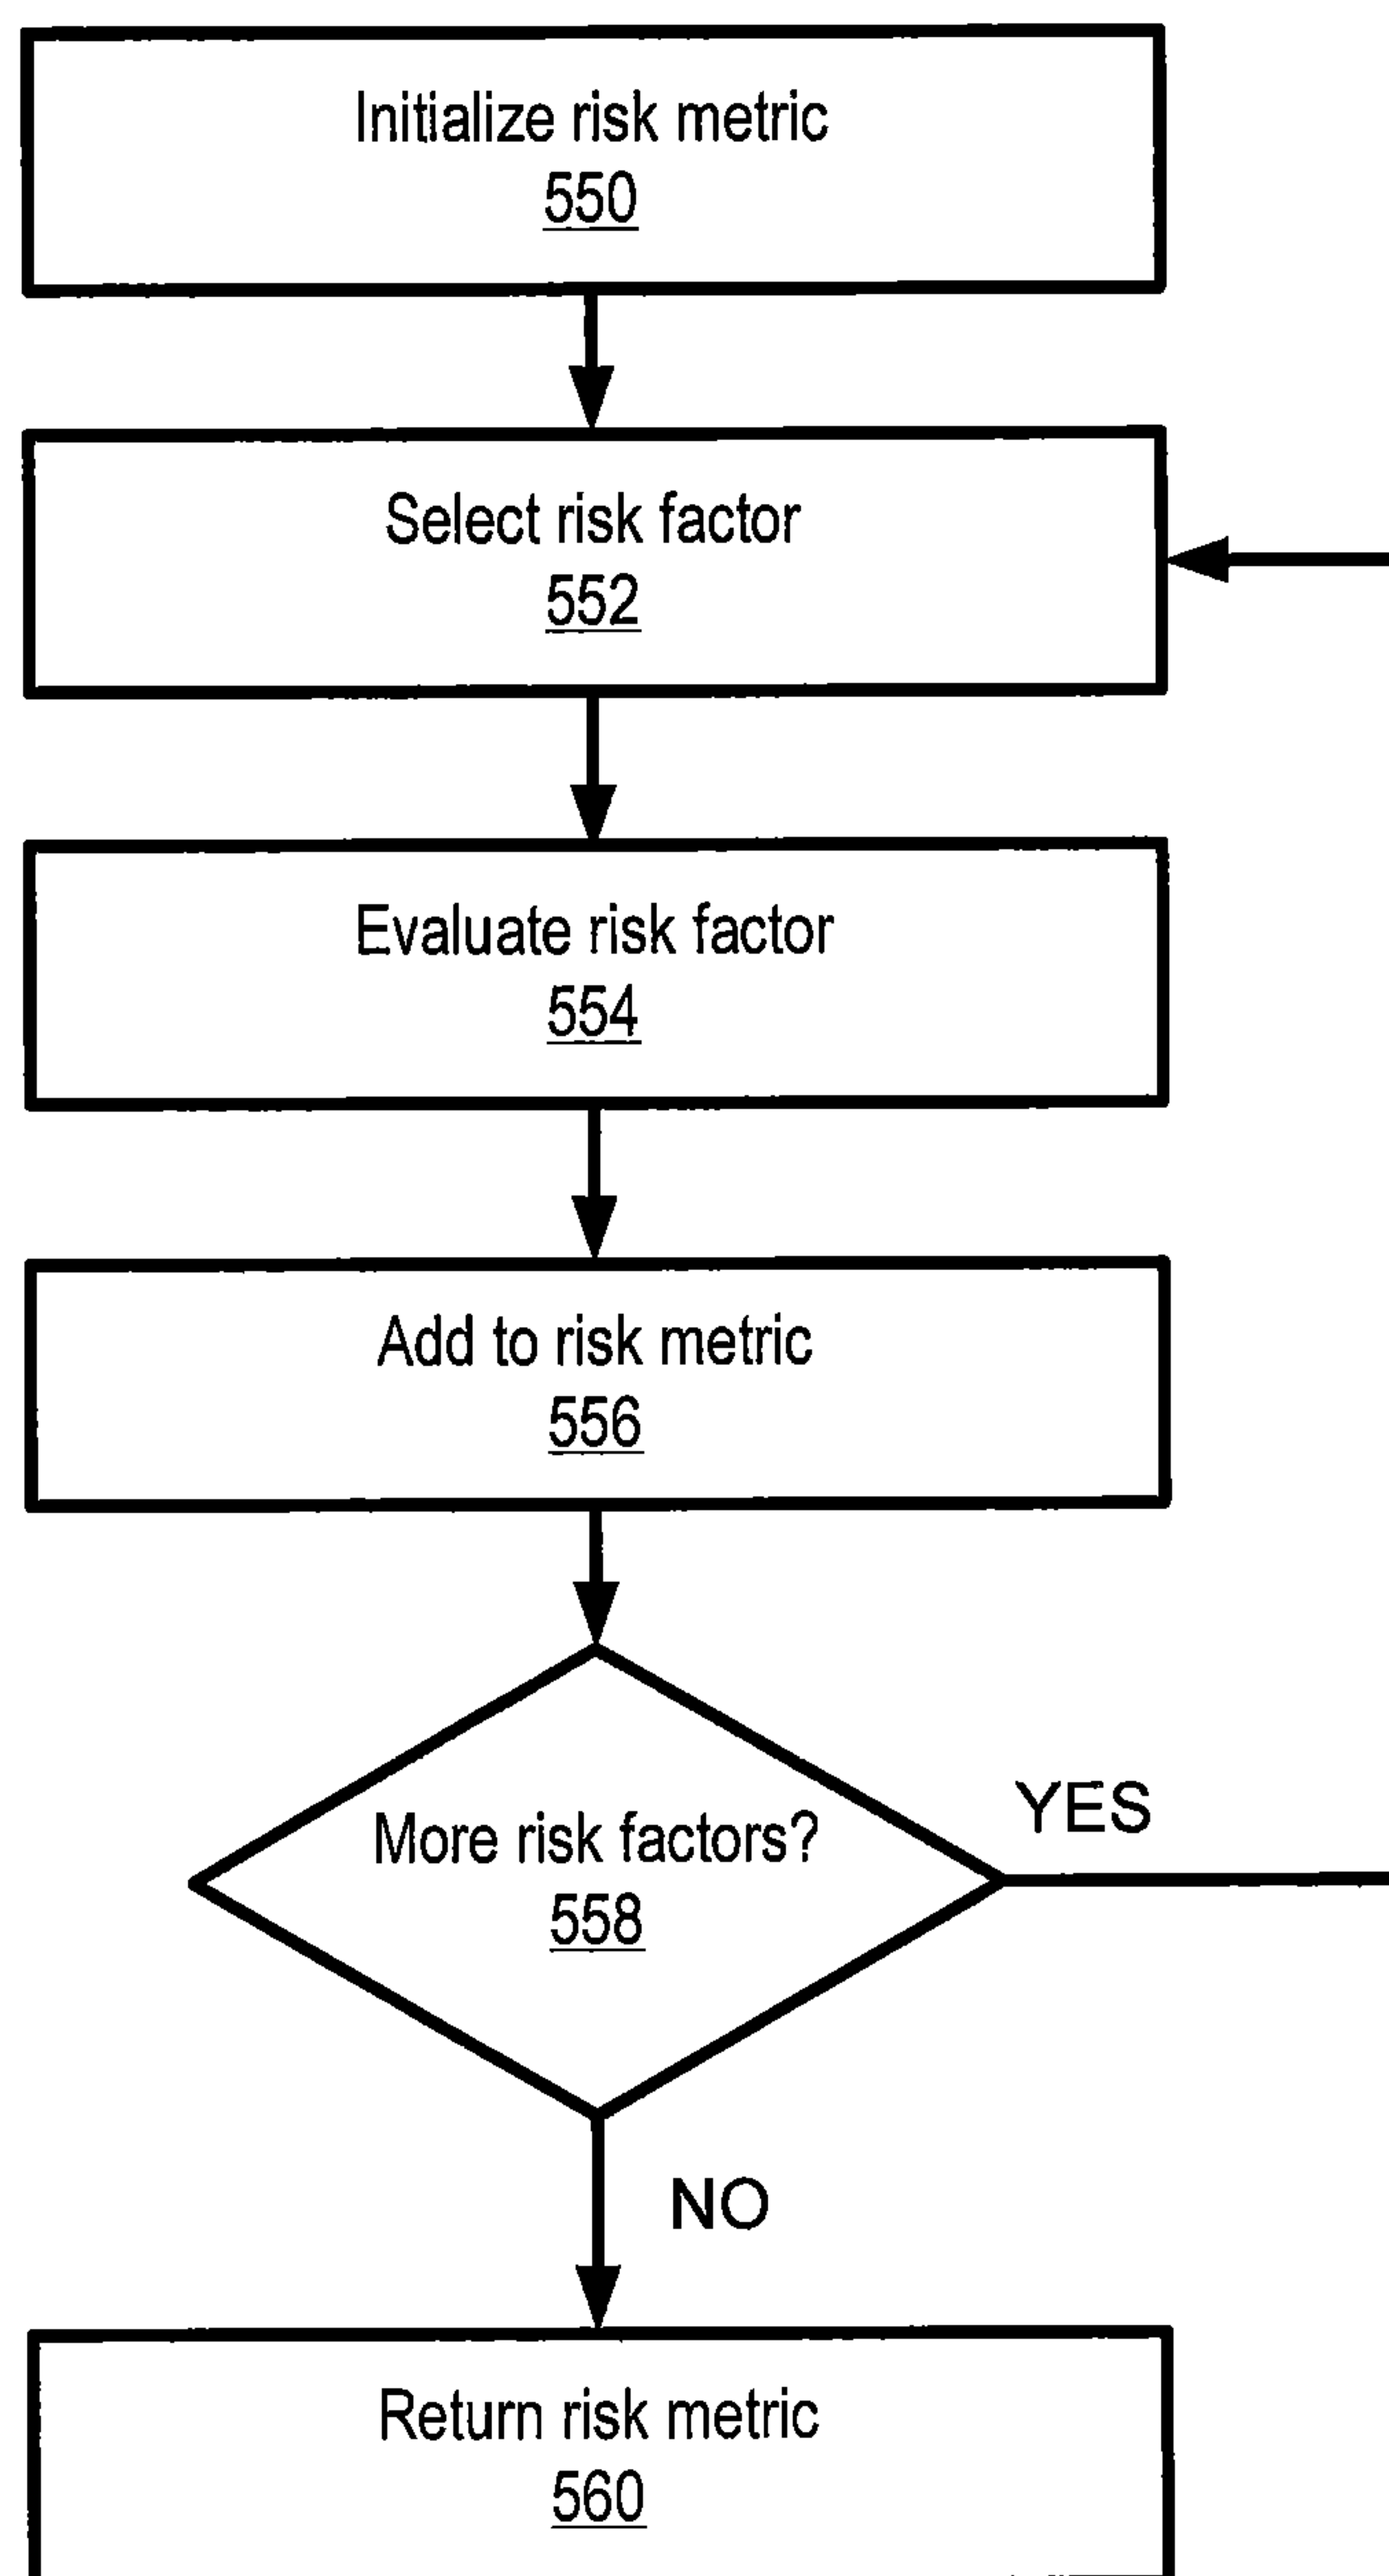 Initialize risk metric
550
Select risk factor
552
Evaluate risk factor
554
Add to risk metric
556
More risk factors?
558
YES
NO
Return risk metric
560